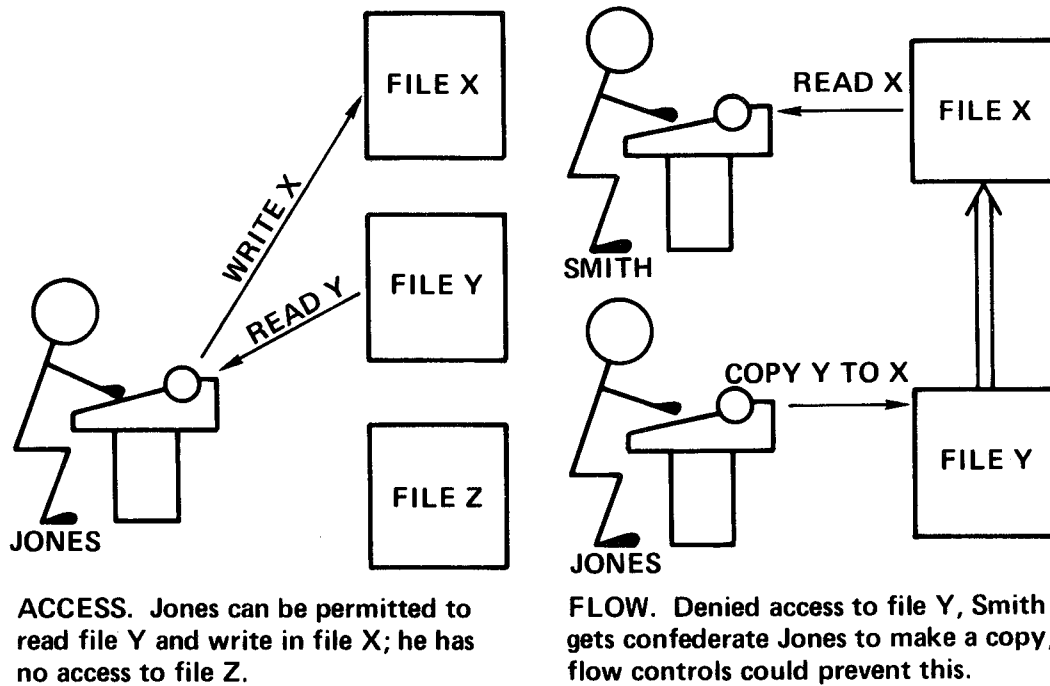 FILE X
WRITE X
FILE Y
READ Y
FILE Z
JONES
ACCESS. Jones can be permitted to
read file Y and write in file X; he has
no access to file Z.
READ X
FILE X
SMITH
COPY Y TO X
FILE Y
JONES
FLOW. Denied access to file Y, Smith
gets confederate Jones to make a copy,
flow controls could prevent this.